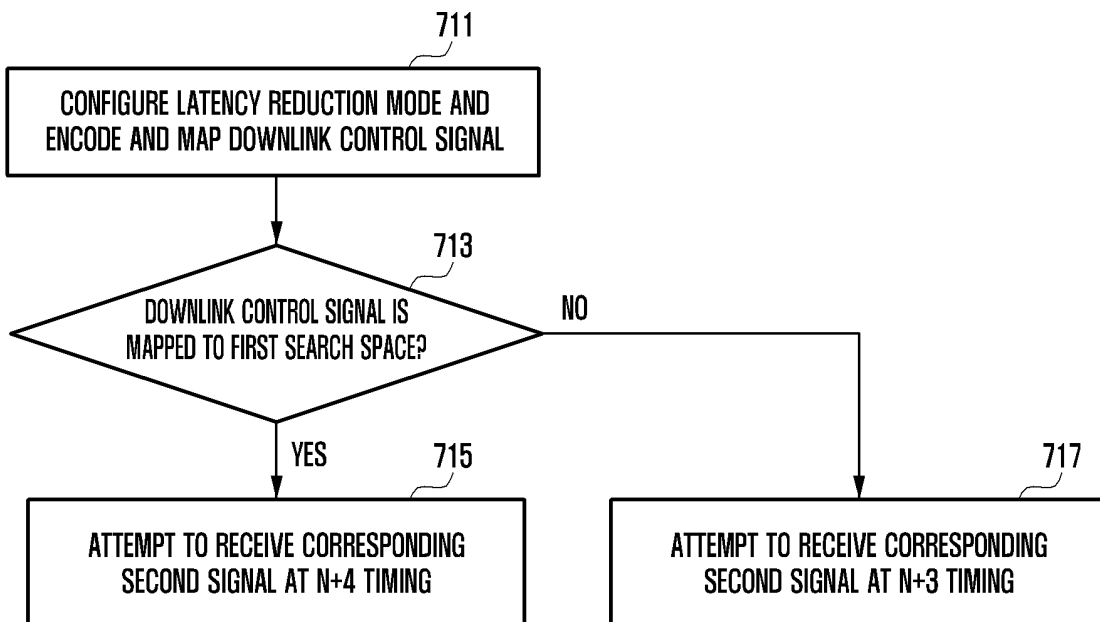 711
CONFIGURE LATENCY REDUCTION MODE AND
ENCODE AND MAP DOWNLINK CONTROL SIGNAL
713
DOWNLINK CONTROL SIGNAL IS
MAPPED TO FIRST SEARCH SPACE?
NO
YES
715
ATTEMPT TO RECEIVE CORRESPONDING
SECOND SIGNAL AT N+4 TIMING
717
ATTEMPT TO RECEIVE CORRESPONDING
SECOND SIGNAL AT N+3 TIMING